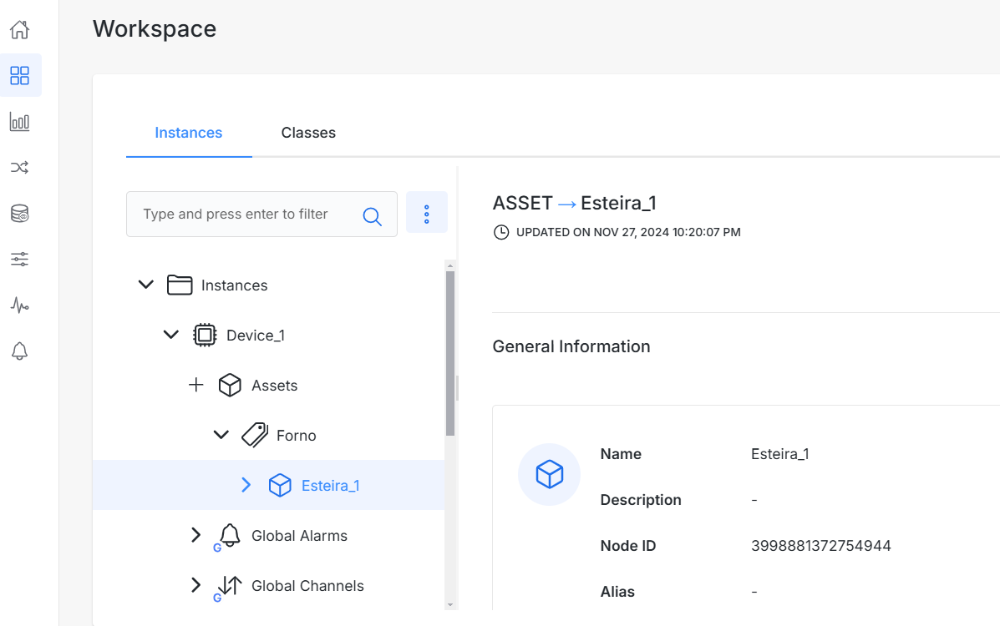 Workspace
Instances
Classes
Type and press enter to filter
Instances
Device_1
Assets
Forno
Esteira_1
G
Global Alarms
G
Global Channels
ASSET → Esteira_1
UPDATED ON NOV 27, 2024 10:20:07 PM
General Information
Name Esteira_1
Description -
Node ID 3998881372754944
Alias -